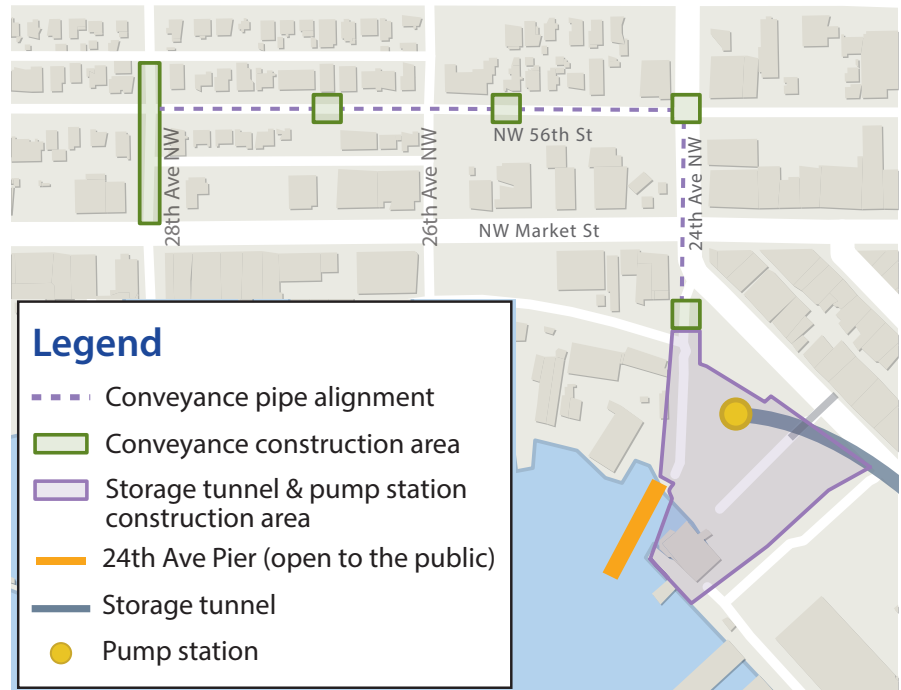 NW 56th St
28th Ave NW
26th Ave NW
24th Ave NW
NW Market St
Legend
Conveyance pipe alignment
Conveyance construction area
Storage tunnel & pump station
construction area
24th Ave Pier (open to the public)
Storage tunnel
Pump station